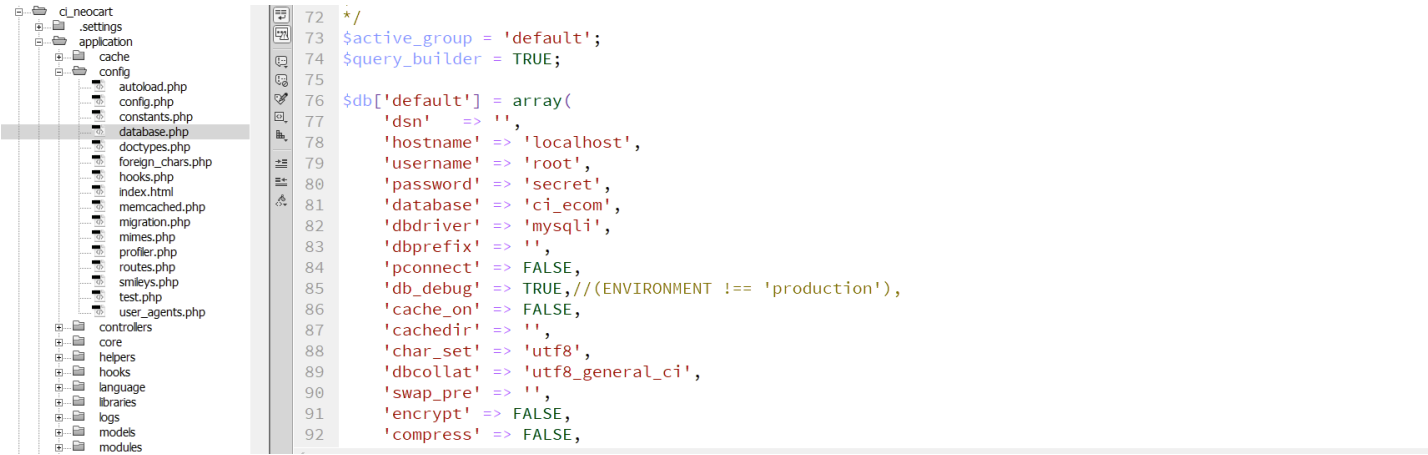 ci_neocart
.settings
application
cache
config
autoload.php
config.php
constants.php
database.php
doctypes.php
foreign_chars.php
hooks.php
index.html
memcached.php
migration.php
mimes.php
profiler.php
routes.php
smileys.php
test.php
user_agents.php
controllers
core
helpers
hooks
language
libraries
logs
models
modules
72 */
73 $active_group = 'default';
74 $query_builder = TRUE;
75
76 $db['default'] = array(
77 'dsn' => '',
78 'hostname' => 'localhost',
79 'username' => 'root',
80 'password' => 'secret',
81 'database' => 'ci_ecom',
82 'dbdriver' => 'mysqli',
83 'dbprefix' => '',
84 'pconnect' => FALSE,
85 'db_debug' => TRUE,//(ENVIRONMENT !== 'production'),
86 'cache_on' => FALSE,
87 'cachedir' => '',
88 'char_set' => 'utf8',
89 'dbcollat' => 'utf8_general_ci',
90 'swap_pre' => '',
91 'encrypt' => FALSE,
92 'compress' => FALSE,